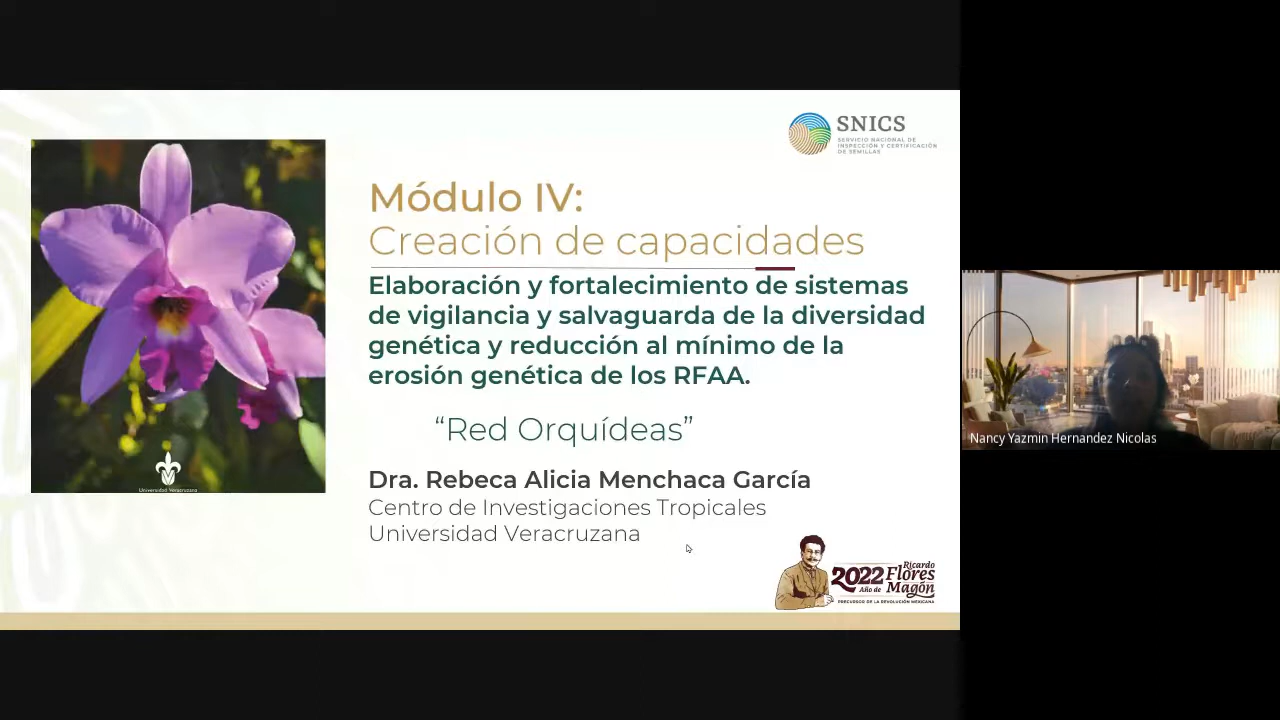 SNICS
SERVICIO NACIONAL DE
INSPECCIÓN Y CERTIFICACIÓN
DE SEMILLAS
Módulo IV:
Creación de capacidades
Elaboración y fortalecimiento de sistemas
de vigilancia y salvaguarda de la diversidad
genética y reducción al mínimo de la
erosión genética de los RFAA.
“Red Orquídeas”
Dra. Rebeca Alicia Menchaca García
Centro de Investigaciones Tropicales
Universidad Veracruzana
Universidad Veracruzana
2022 Ricardo
Año de Flores
Magón
PRECURSOR DE LA REVOLUCIÓN MEXICANA
Nancy Yazmin Hernandez Nicolas